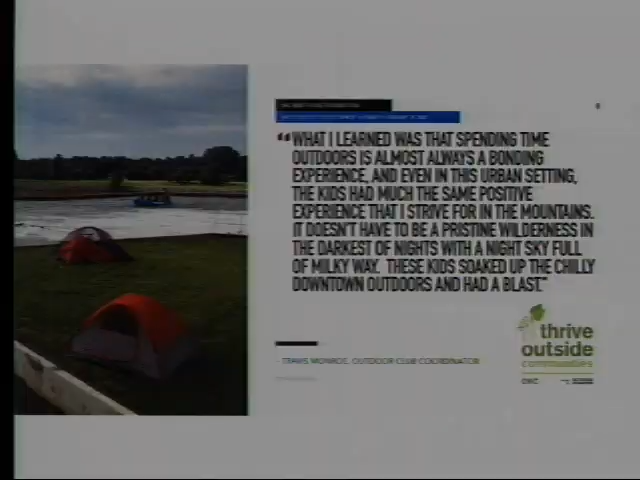 “WHAT I LEARNED WAS THAT SPENDING TIME
OUTDOORS IS ALMOST ALWAYS A BONDING
EXPERIENCE, AND EVEN IN THIS URBAN SETTING,
THE KIDS HAD MUCH THE SAME POSITIVE
EXPERIENCE THAT I STRIVE FOR IN THE MOUNTAINS.
IT DOESN'T HAVE TO BE A PRISTINE WILDERNESS IN
THE DARKEST OF NIGHTS WITH A NIGHT SKY FULL
OF MILKY WAY. THESE KIDS SOAKED UP THE CHILLY
DOWNTOWN OUTDOORS AND HAD A BLAST.”
- TRAVIS MONROE, OUTDOOR CLUB COORDINATOR
thrive
outside
communities